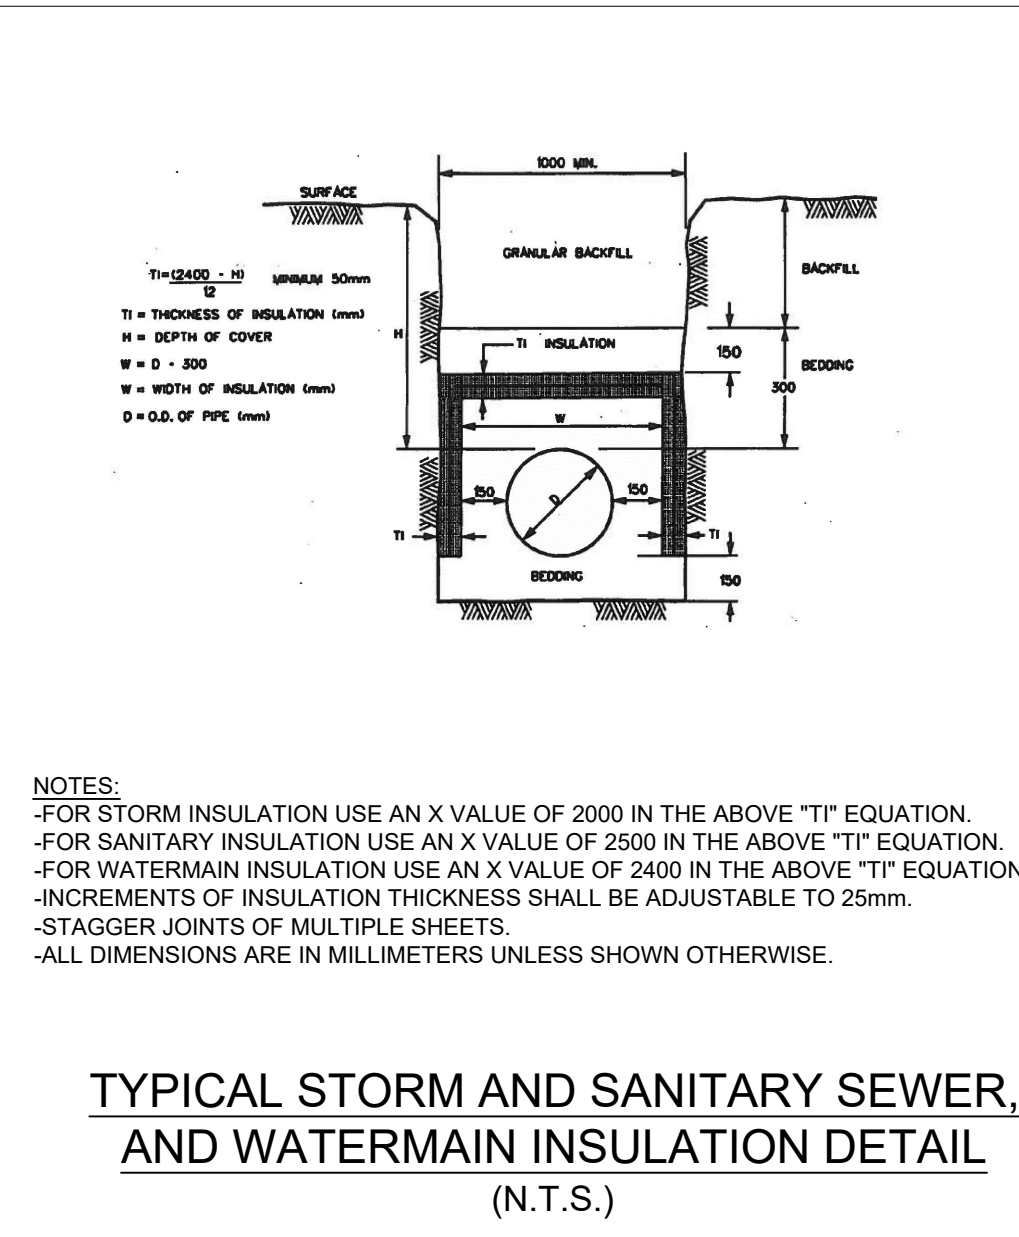 1000 MIN.
SURFACE
GRANULAR BACKFILL
BACKFILL
TI=(2400 - H)
12
MINIMUM 50mm
TI = THICKNESS OF INSULATION (mm)
H = DEPTH OF COVER
W = D + 300
W = WIDTH OF INSULATION (mm)
D = O.D. OF PIPE (mm)
H
TI INSULATION
150
BEDDING
300
W
150
D
150
TI
TI
BEDDING
150
NOTES:
-FOR STORM INSULATION USE AN X VALUE OF 2000 IN THE ABOVE "TI" EQUATION.
-FOR SANITARY INSULATION USE AN X VALUE OF 2500 IN THE ABOVE "TI" EQUATION.
-FOR WATERMAIN INSULATION USE AN X VALUE OF 2400 IN THE ABOVE "TI" EQUATION
-INCREMENTS OF INSULATION THICKNESS SHALL BE ADJUSTABLE TO 25mm.
-STAGGER JOINTS OF MULTIPLE SHEETS.
-ALL DIMENSIONS ARE IN MILLIMETERS UNLESS SHOWN OTHERWISE.
TYPICAL STORM AND SANITARY SEWER,
AND WATERMAIN INSULATION DETAIL
(N.T.S.)